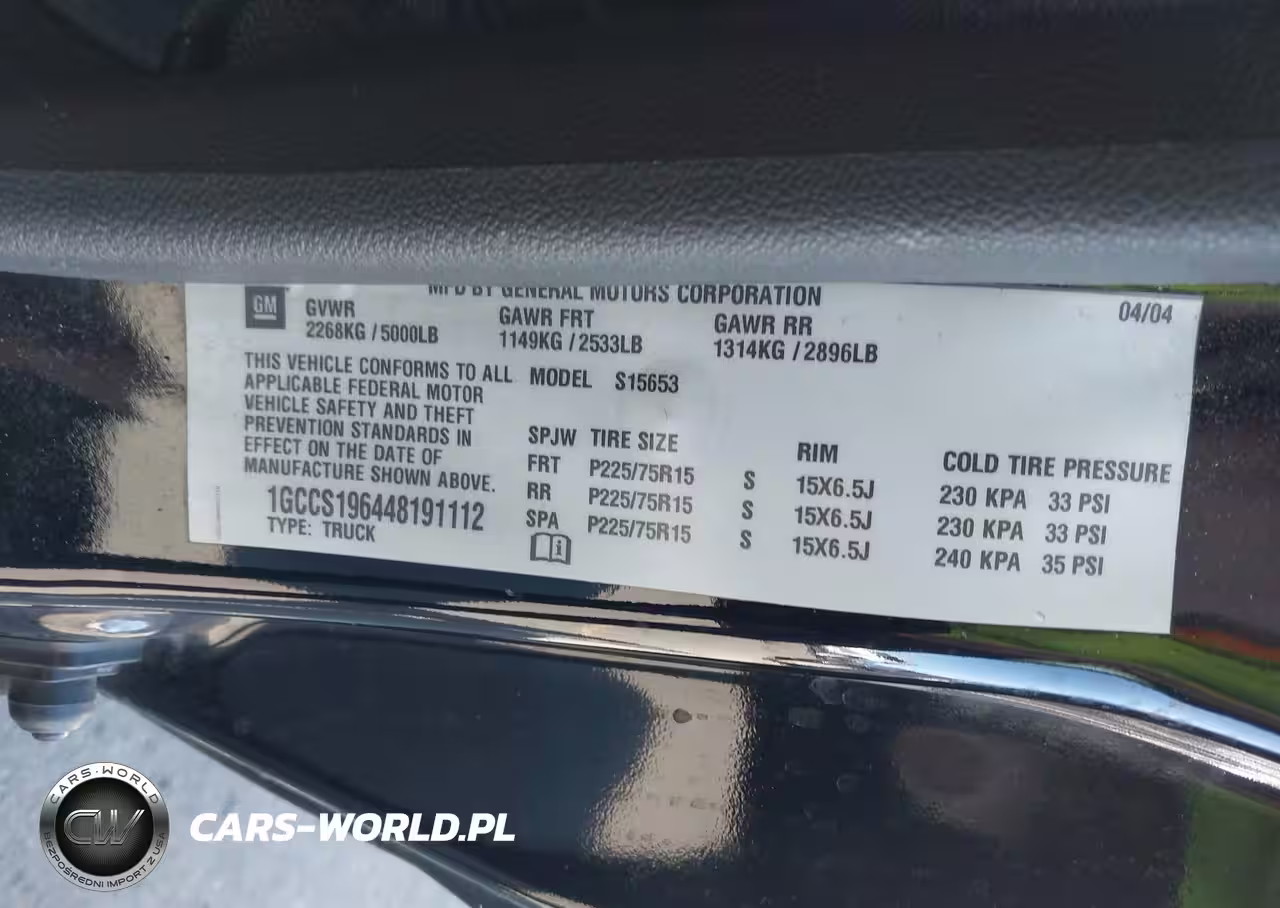 MFD BY GENERAL MOTORS CORPORATION
04/04
GM
GVWR GAWR FRT GAWR RR
2268KG / 5000LB 1149KG / 2533LB 1314KG / 2896LB
THIS VEHICLE CONFORMS TO ALL
APPLICABLE FEDERAL MOTOR
VEHICLE SAFETY AND THEFT
PREVENTION STANDARDS IN
EFFECT ON THE DATE OF
MANUFACTURE SHOWN ABOVE.
1GCCS196448191112
TYPE: TRUCK
MODEL S15653
SPJW TIRE SIZE RIM COLD TIRE PRESSURE
FRT P225/75R15 S 15X6.5J 230 KPA 33 PSI
RR P225/75R15 S 15X6.5J 230 KPA 33 PSI
SPA P225/75R15 S 15X6.5J 240 KPA 35 PSI
CARS-WORLD
CW
BEZPOŚREDNI IMPORT Z USA
CARS-WORLD.PL